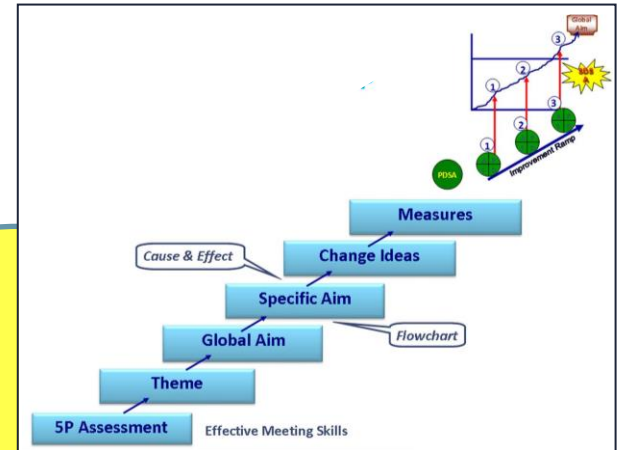 Global
Aim
3
2
1
SDS
A
3
2
1
Improvement Ramp
PDSA
Measures
Change Ideas
Cause & Effect
Specific Aim
Flowchart
Global Aim
Theme
5P Assessment
Effective Meeting Skills